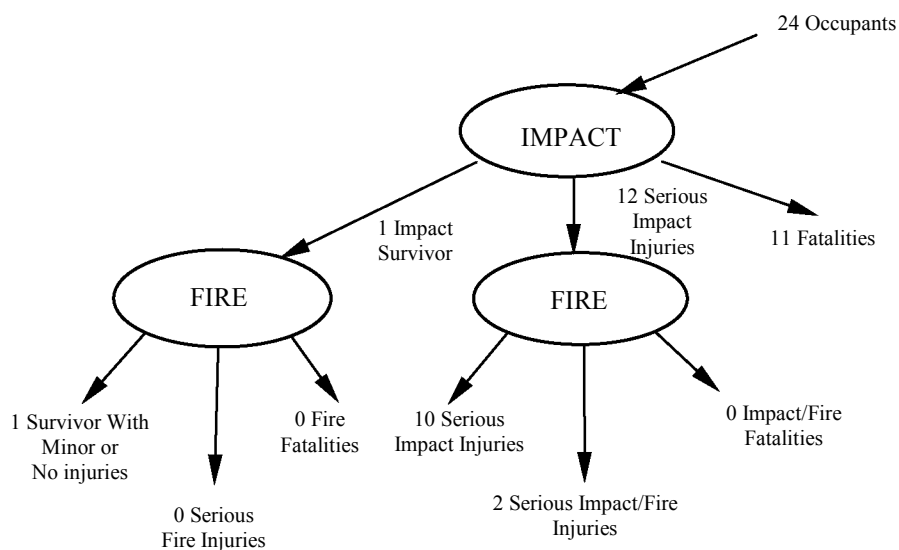 24 Occupants
IMPACT
1 Impact
Survivor
12 Serious
Impact
Injuries
11 Fatalities
FIRE
FIRE
1 Survivor With
Minor or
No injuries
0 Serious
Fire Injuries
0 Fire
Fatalities
10 Serious
Impact Injuries
2 Serious Impact/Fire
Injuries
0 Impact/Fire
Fatalities